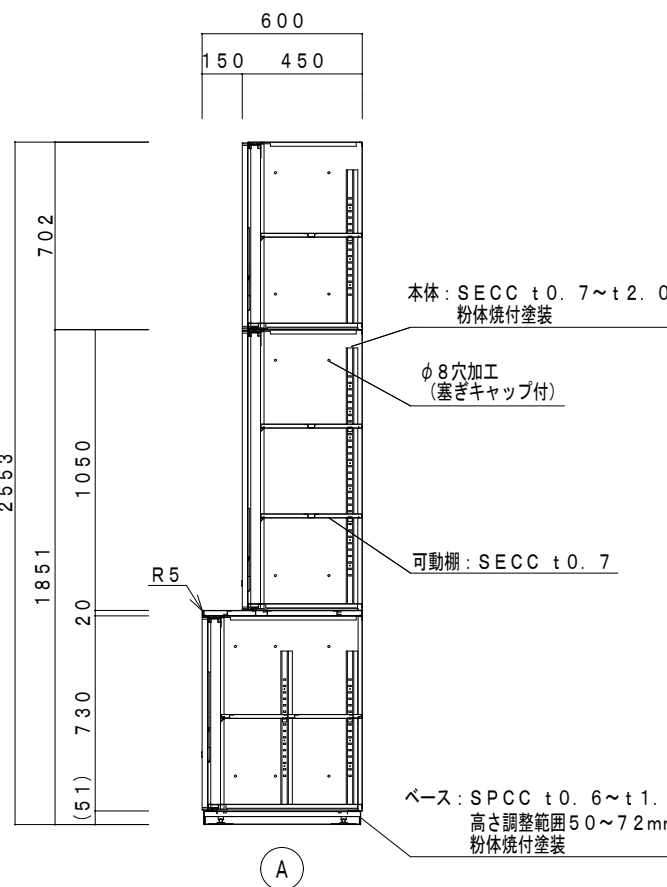 600
150 450
702
本体：SECC t0.7～t2.0
粉体焼付塗装
φ8穴加工
（塞ぎキャップ付）
1050
2553
1851
可動棚：SECC t0.7
R5
20
730
(51)
ベース：SPCC t0.6～t1.
高さ調整範囲50～72mm
粉体焼付塗装
A